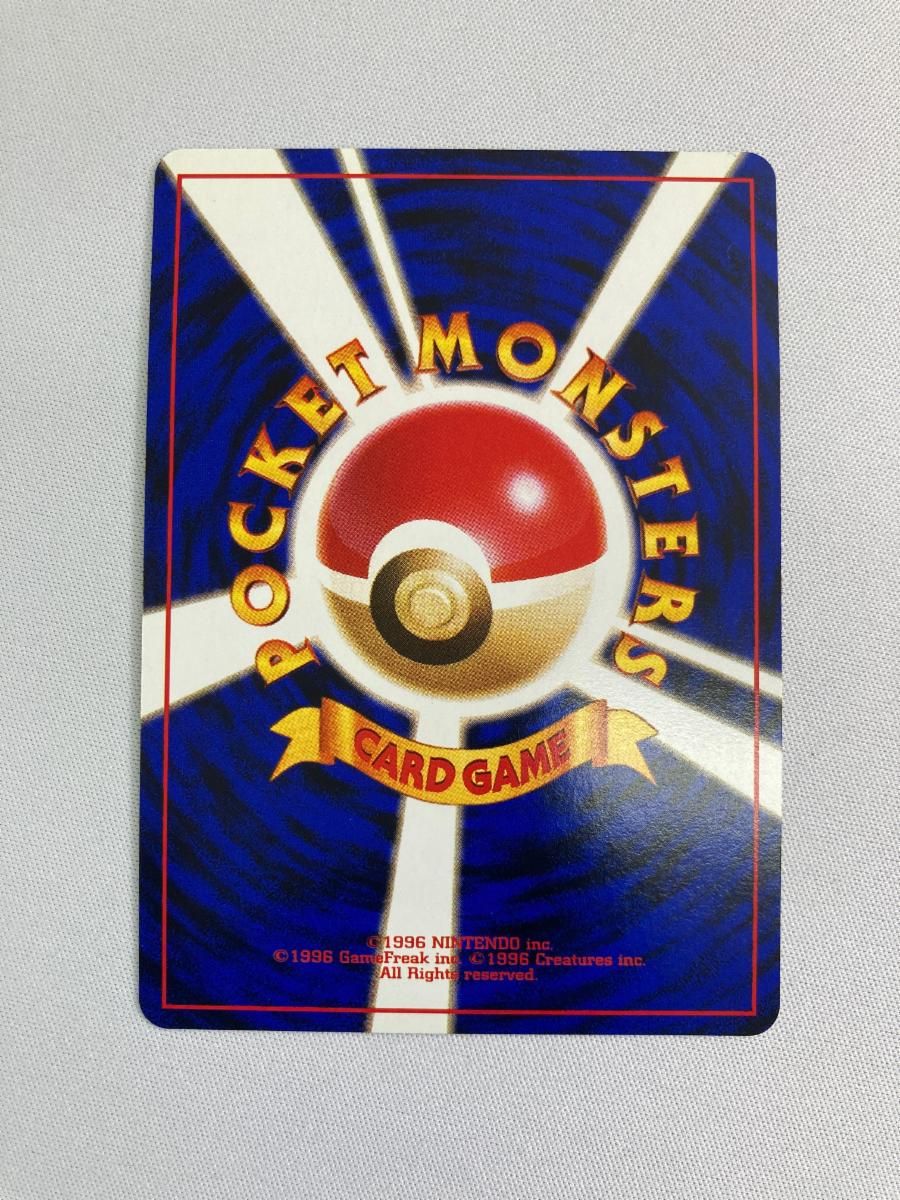 POCKET MONSTERS
CARD GAME
©1996 NINTENDO inc.
©1996 GameFreak inc. ©1996 Creatures inc.
All Rights reserved.